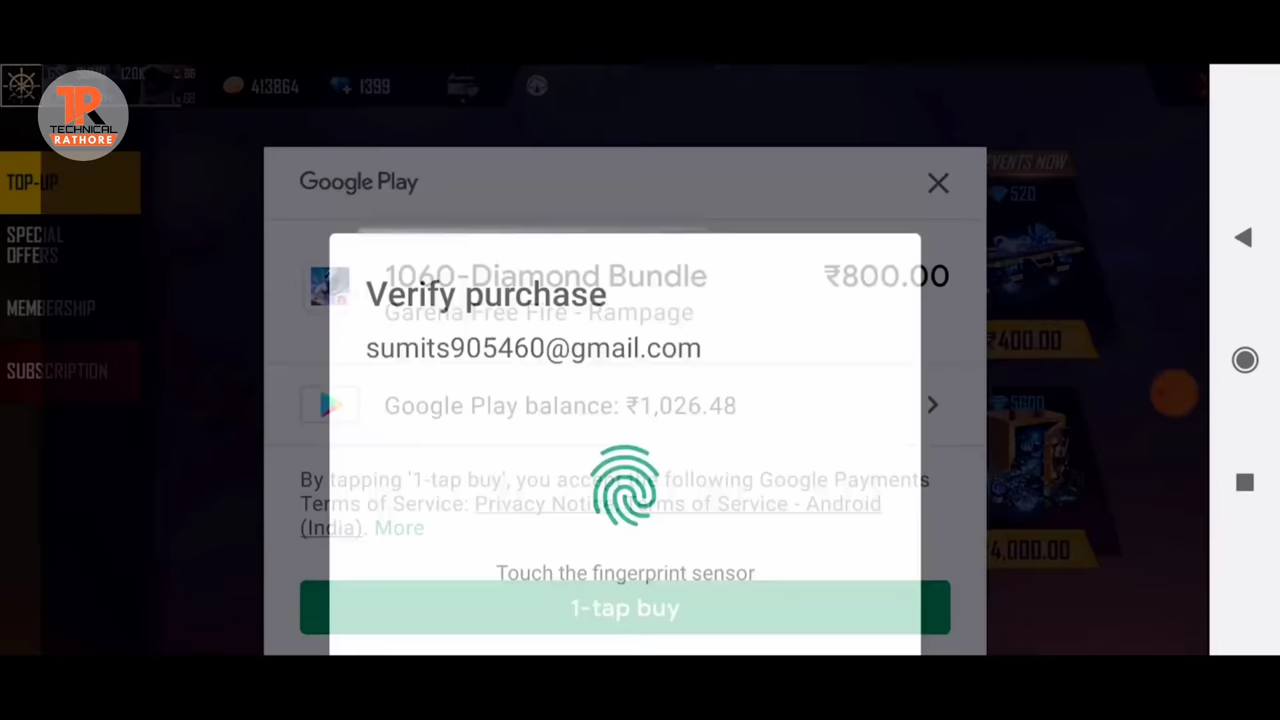 120K
413864
1399
TR
TECHNICAL
RATHORE
TOP-UP
SPECIAL
OFFERS
MEMBERSHIP
SUBSCRIPTION
Google Play
1060-Diamond Bundle
₹800.00
Verify purchase
Garena Free Fire - Rampage
sumits905460@gmail.com
Google Play balance: ₹1,026.48
By tapping '1-tap buy', you accept the following Google Payments
Terms of Service: Privacy Notice, Terms of Service - Android
(India). More
Touch the fingerprint sensor
1-tap buy
EVENTS NOW
520
₹400.00
5600
4,000.00